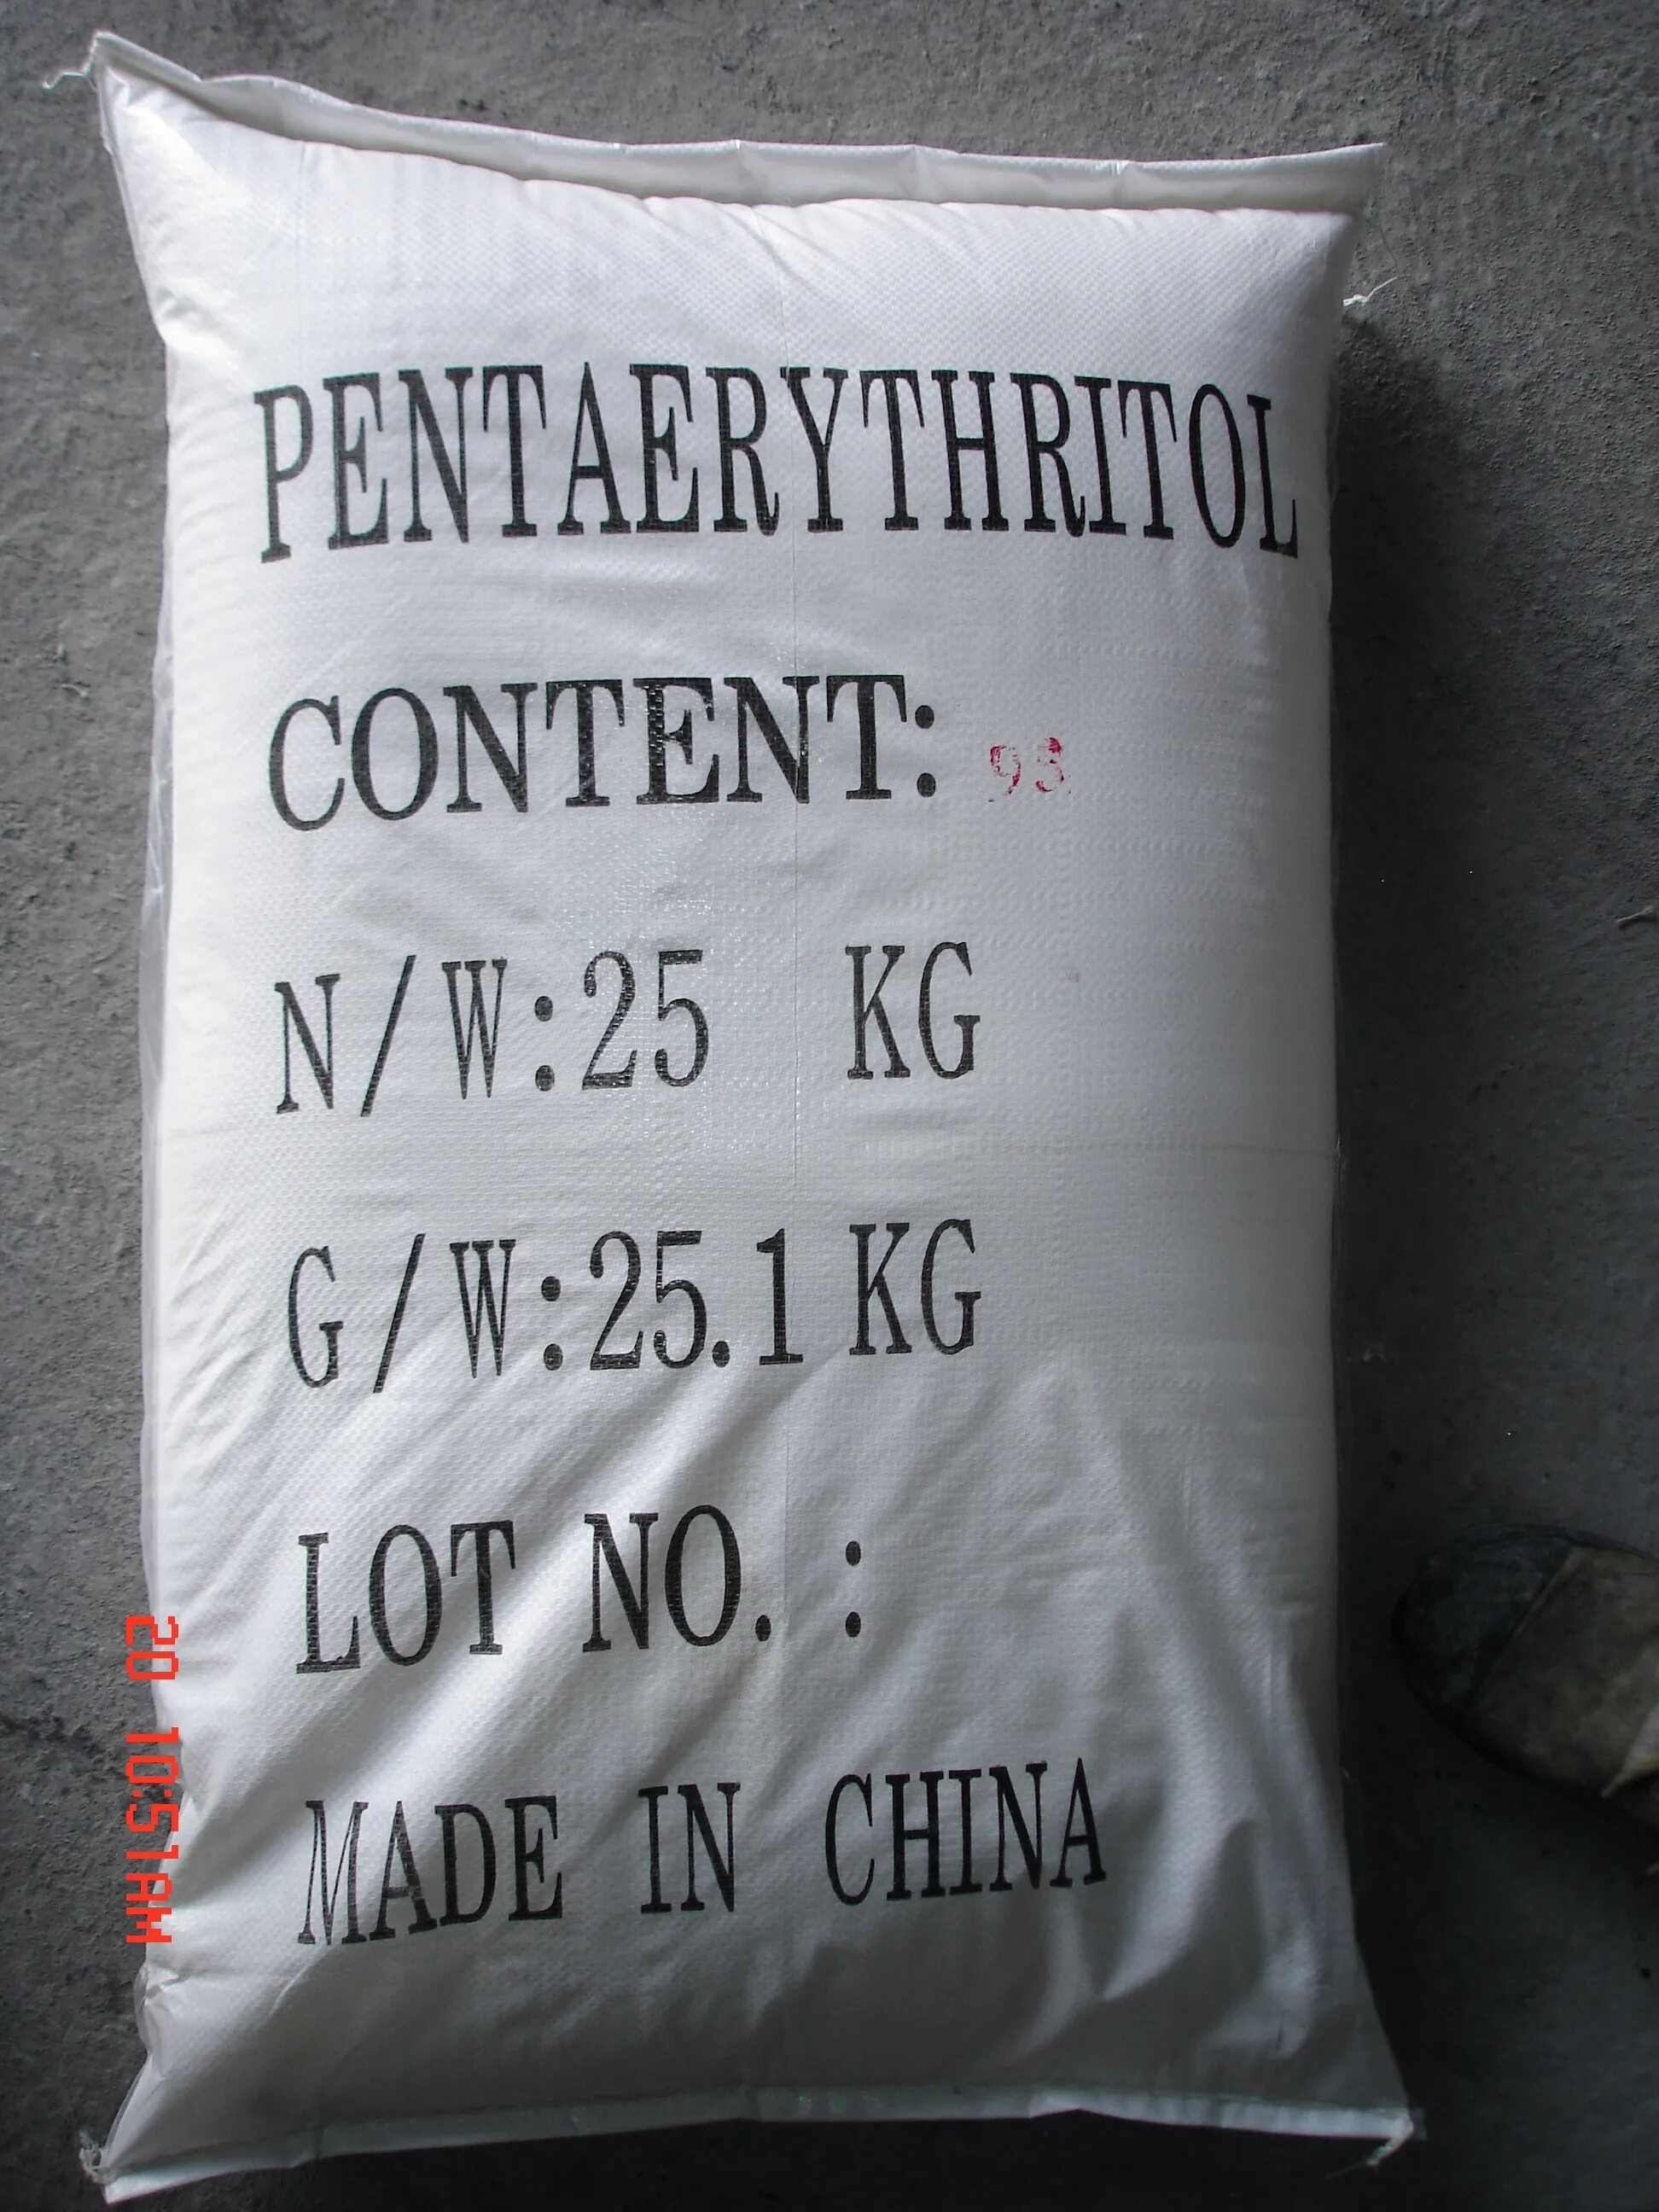 PENTAERYTHRITOL
CONTENT: 95
N/W:25 KG
G/W:25.1 KG
LOT NO. :
MADE IN CHINA
20 10:51AM